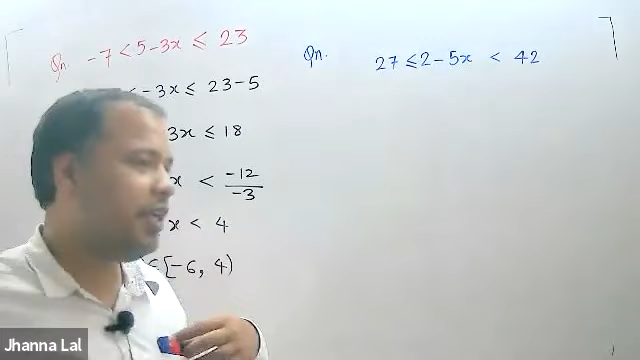 Qn. -7 < 5-3x ≤ 23
< -3x ≤ 23-5
3x ≤ 18
x < -12/-3
x < 4
∈ [-6, 4)
Qn. 27 ≤ 2-5x < 42
Jhanna Lal